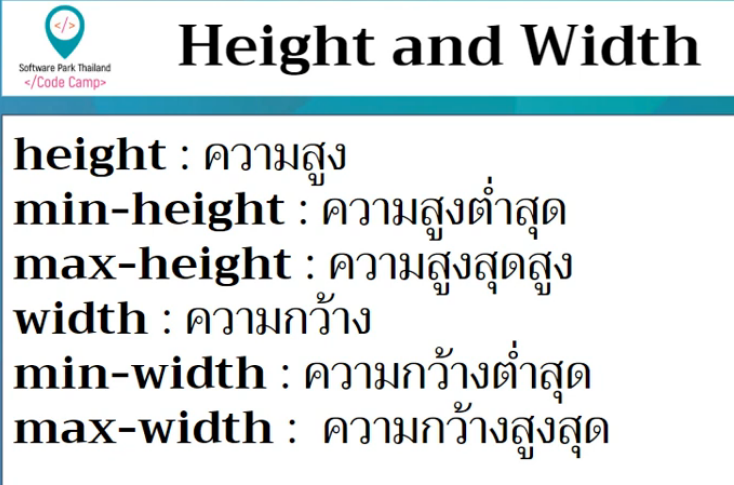 </>
Software Park Thailand
</Code Camp>
Height and Width
height : ความสูง
min-height : ความสูงต่ำสุด
max-height : ความสูงสุดสูง
width : ความกว้าง
min-width : ความกว้างต่ำสุด
max-width :  ความกว้างสูงสุด